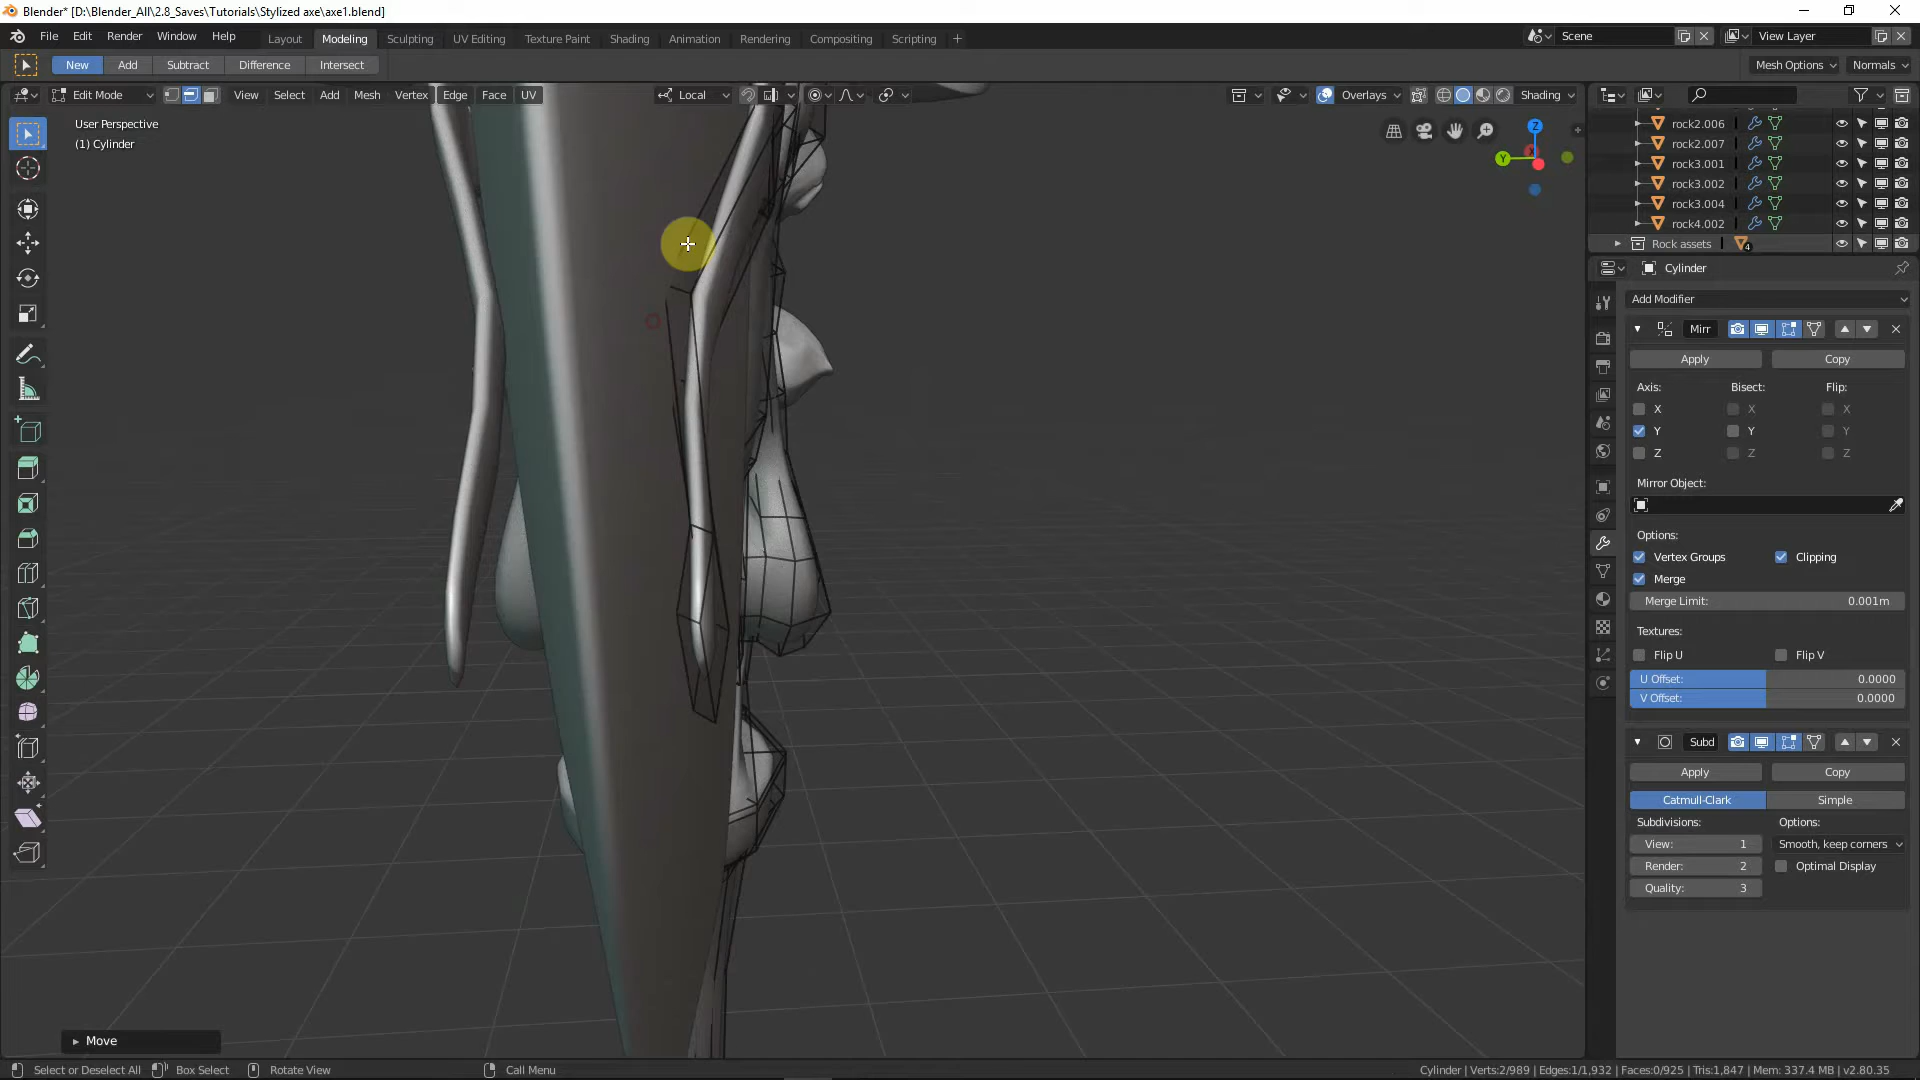 Blender* [D:\Blender_All\2.8_Saves\Tutorials\Stylized axe\axe1.blend]
File Edit Render Window Help Layout Modeling Sculpting UV Editing Texture Paint Shading Animation Rendering Compositing Scripting + Scene View Layer
New Add Subtract Difference Intersect Mesh Options Normals
Edit Mode View Select Add Mesh Vertex Edge Face UV Local Overlays Shading
User Perspective
(1) Cylinder
Z
Y
X
rock2.006
rock2.007
rock3.001
rock3.002
rock3.004
rock4.002
Rock assets 4
Cylinder
Add Modifier
Mirr
Apply Copy
Axis: Bisect: Flip:
X X X
Y Y Y
Z Z Z
Mirror Object:
Options:
Vertex Groups Clipping
Merge
Merge Limit: 0.001m
Textures:
Flip U Flip V
U Offset: 0.0000
V Offset: 0.0000
Subd
Apply Copy
Catmull-Clark Simple
Subdivisions: Options:
View: 1 Smooth, keep corners
Render: 2 Optimal Display
Quality: 3
Move
Select or Deselect All Box Select Rotate View Call Menu Cylinder | Verts:2/989 | Edges:1/1,932 | Faces:0/925 | Tris:1,847 | Mem: 337.4 MB | v2.80.35